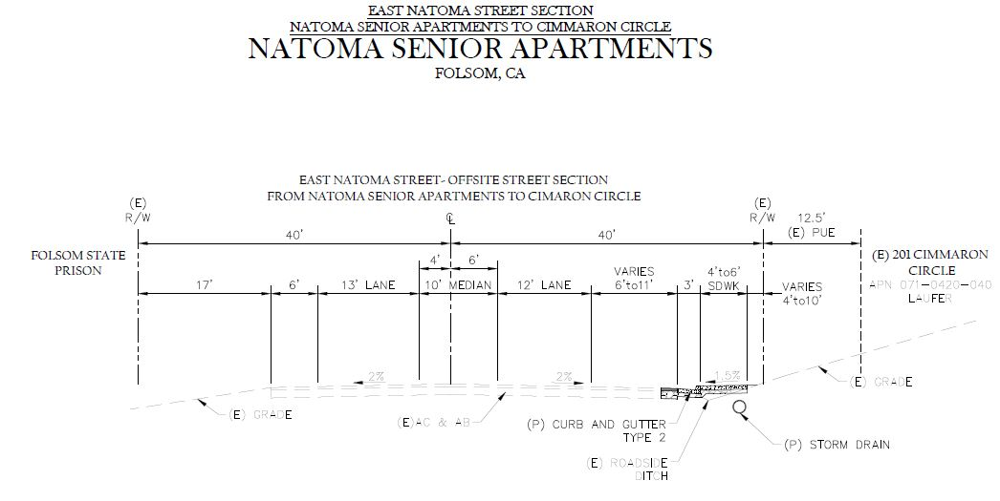 EAST NATOMA STREET SECTION
NATOMA SENIOR APARTMENTS TO CIMMARON CIRCLE
NATOMA SENIOR APARTMENTS
FOLSOM, CA
EAST NATOMA STREET- OFFSITE STREET SECTION
FROM NATOMA SENIOR APARTMENTS TO CIMARON CIRCLE
(E)
R/W
℄
(E)
R/W
12.5'
(E) PUE
40'
40'
FOLSOM STATE
PRISON
(E) 201 CIMMARON
CIRCLE
APN 071-0420-040
LAUFER
4'
6'
17'
6'
13' LANE
10' MEDIAN
12' LANE
VARIES
6'to11'
3'
4'to6'
SDWK
VARIES
4'to10'
2%
2%
1.5%
(E) GRADE
(E) GRADE
(E)AC & AB
(P) CURB AND GUTTER
TYPE 2
(P) STORM DRAIN
(E) ROADSIDE
DITCH